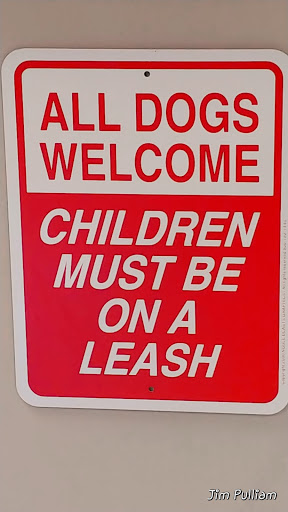 ALL DOGS
WELCOME
CHILDREN
MUST BE
ON A
LEASH
Jim Pulliam